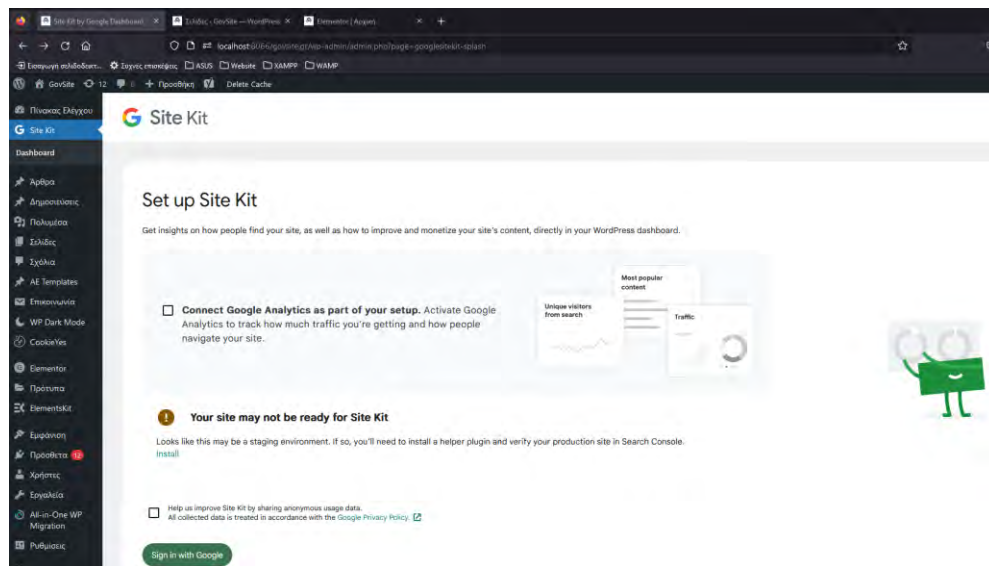 Site Kit by Google Dashboard
Σελίδες ‹ GovSite — WordPress
Elementor | Αρχική
localhost
Εισαγωγή σελιδοδεικτ...
Συχνές επισκέψεις
ASUS
Website
XAMPP
WAMP
GovSite
12
Προσθήκη
Delete Cache
Πίνακας Ελέγχου
Site Kit
Dashboard
Άρθρα
Δημοσιεύσεις
Πολυμέσα
Σελίδες
Σχόλια
AE Templates
Επικοινωνία
WP Dark Mode
CookieYes
Elementor
Πρότυπα
ElementsKit
Εμφάνιση
Πρόσθετα 12
Χρήστες
Εργαλεία
All-in-One WP
Migration
Ρυθμίσεις
G Site Kit
Set up Site Kit
Get insights on how people find your site, as well as how to improve and monetize your site's content, directly in your WordPress dashboard.
Connect Google Analytics as part of your setup. Activate Google
Analytics to track how much traffic you're getting and how people
navigate your site.
Most popular
content
Unique visitors
from search
Traffic
Your site may not be ready for Site Kit
Looks like this may be a staging environment. If so, you'll need to install a helper plugin and verify your production site in Search Console.
Install
Help us improve Site Kit by sharing anonymous usage data.
All collected data is treated in accordance with the Google Privacy Policy.
Sign in with Google